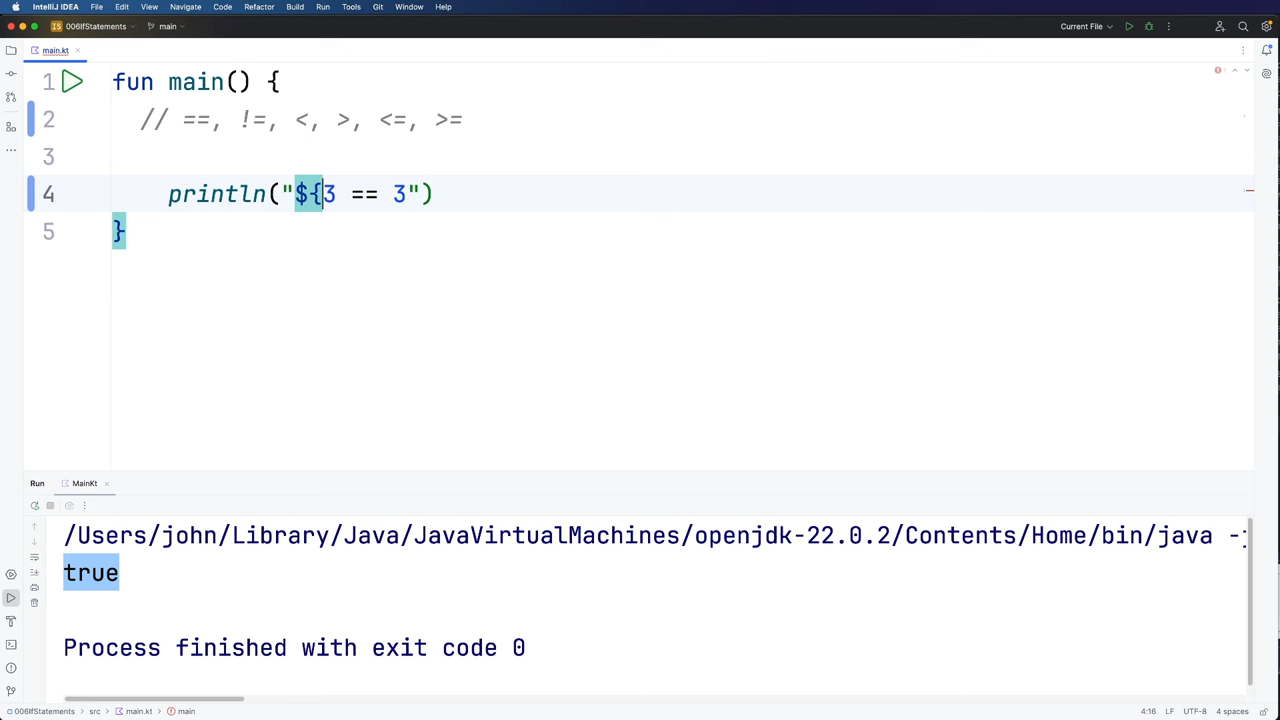 IntelliJ IDEA File Edit View Navigate Code Refactor Build Run Tools Git Window Help
IS 006IfStatements main Current File
main.kt
1 fun main() {
2 // ==, !=, <, >, <=, >=
3
4 println("${3 == 3")
5 }
Run MainKt
/Users/john/Library/Java/JavaVirtualMachines/openjdk-22.0.2/Contents/Home/bin/java -j
true
Process finished with exit code 0
006IfStatements src main.kt main 4:16 LF UTF-8 4 spaces